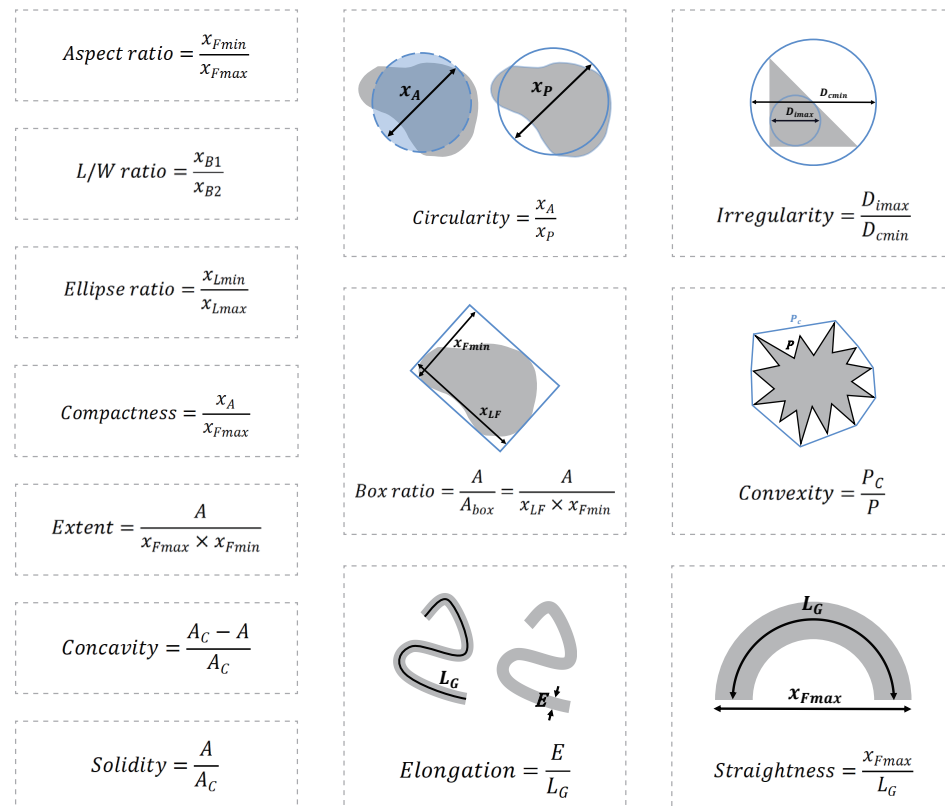 Aspect ratio = x_Fmin / x_Fmax
L/W ratio = x_B1 / x_B2
Ellipse ratio = x_Lmin / x_Lmax
Compactness = x_A / x_Fmax
Extent = A / x_Fmax × x_Fmin
Concavity = A_C − A / A_C
Solidity = A / A_C
x_A
x_P
Circularity = x_A / x_P
x_Fmin
x_LF
Box ratio = A / A_box = A / x_LF × x_Fmin
L_G
E
Elongation = E / L_G
D_cmin
D_imax
Irregularity = D_imax / D_cmin
P_c
P
Convexity = P_C / P
L_G
x_Fmax
Straightness = x_Fmax / L_G